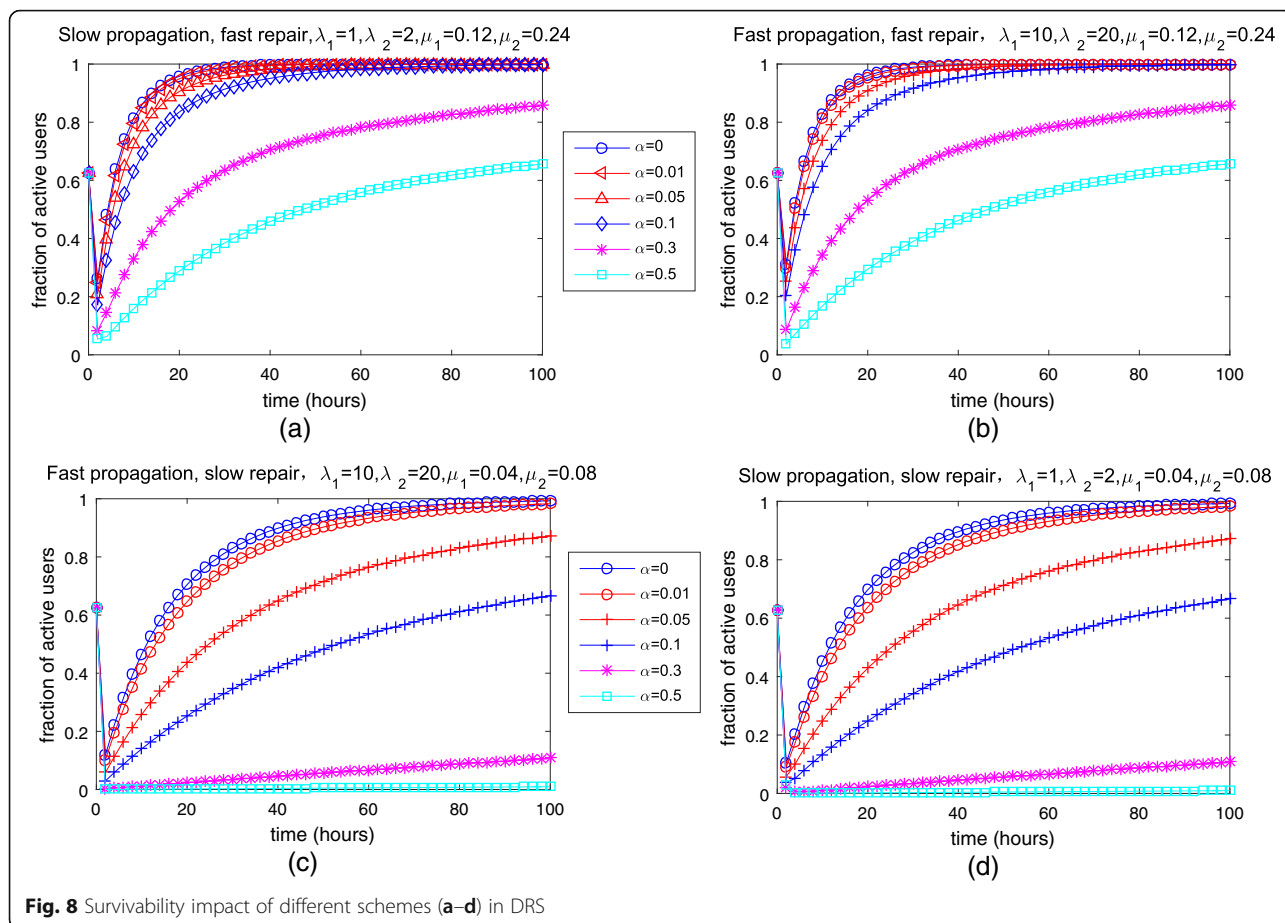 Slow propagation, fast repair,λ₁=1,λ₂=2,μ₁=0.12,μ₂=0.24
1
0.8
0.6
0.4
0.2
0
fraction of active users
0 20 40 60 80 100
time (hours)
(a)
α=0
α=0.01
α=0.05
α=0.1
α=0.3
α=0.5
Fast propagation, fast repair，λ₁=10,λ₂=20,μ₁=0.12,μ₂=0.24
1
0.8
0.6
0.4
0.2
0
fraction of active users
0 20 40 60 80 100
time (hours)
(b)
Fast propagation, slow repair，λ₁=10,λ₂=20,μ₁=0.04,μ₂=0.08
1
0.8
0.6
0.4
0.2
0
fraction of active users
0 20 40 60 80 100
time (hours)
(c)
α=0
α=0.01
α=0.05
α=0.1
α=0.3
α=0.5
Slow propagation, slow repair，λ₁=1,λ₂=2,μ₁=0.04,μ₂=0.08
1
0.8
0.6
0.4
0.2
0
fraction of active users
0 20 40 60 80 100
time (hours)
(d)
Fig. 8 Survivability impact of different schemes (a–d) in DRS